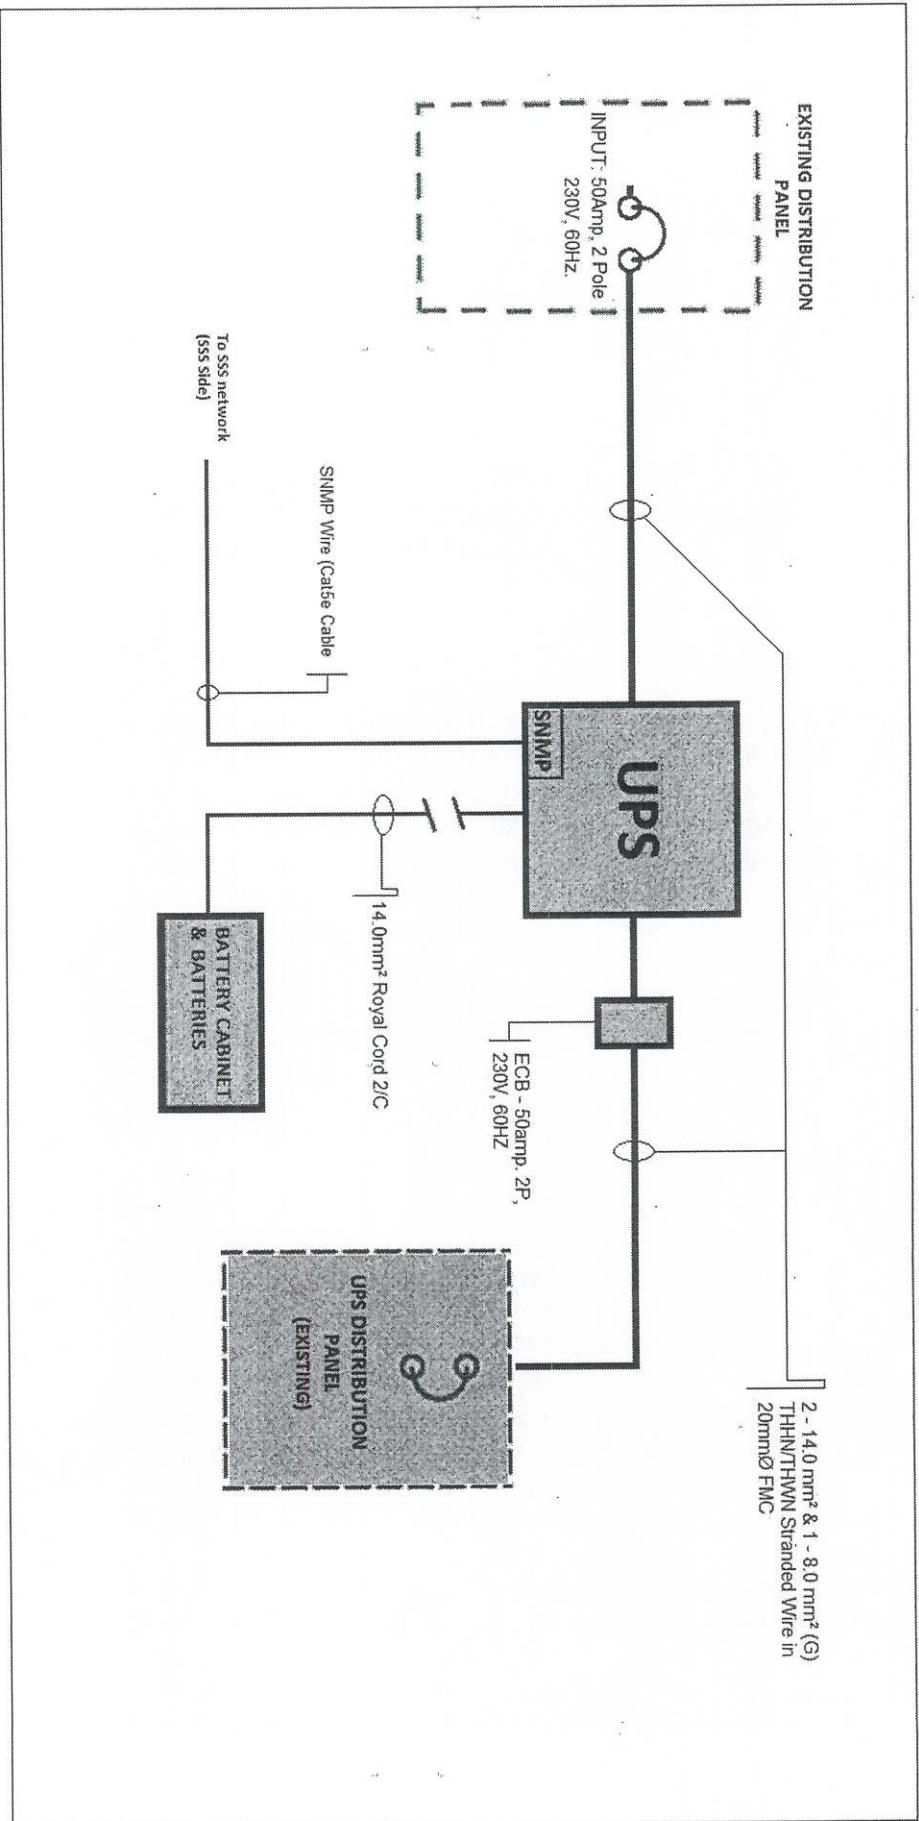 EXISTING DISTRIBUTION
PANEL
INPUT: 50Amp, 2 Pole
230V, 60Hz.
To SSS network
(SSS Side)
SNMP Wire (Cat5e Cable
SNMP
UPS
14.0mm² Royal Cord 2/C
BATTERY CABINET
& BATTERIES
ECB - 50amp. 2P,
230V, 60HZ
UPS DISTRIBUTION
PANEL
(EXISTING)
2 - 14.0 mm² & 1 - 8.0 mm² (G)
THHN/THWN Stranded Wire in
20mmØ FMC